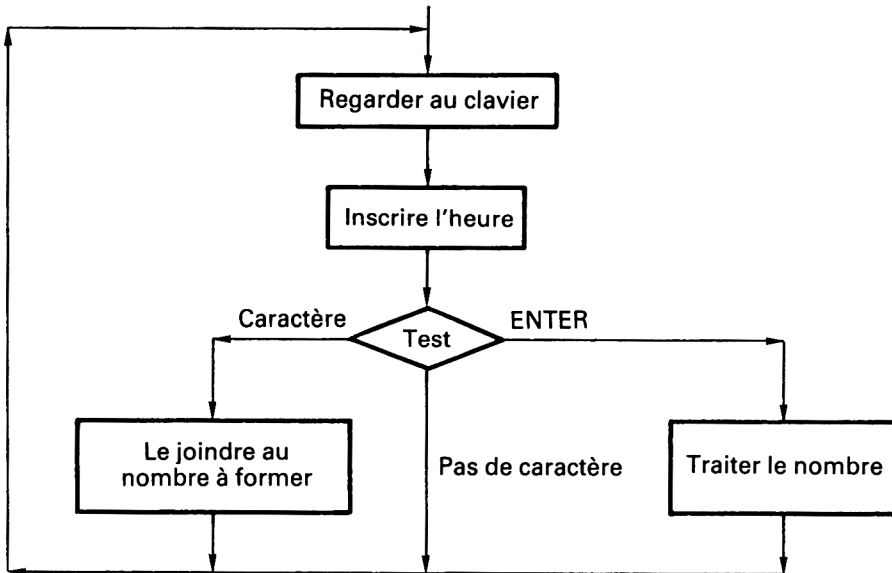 Regarder au clavier
Inscrire l'heure
Caractère
Test
ENTER
Le joindre au
nombre à former
Pas de caractère
Traiter le nombre